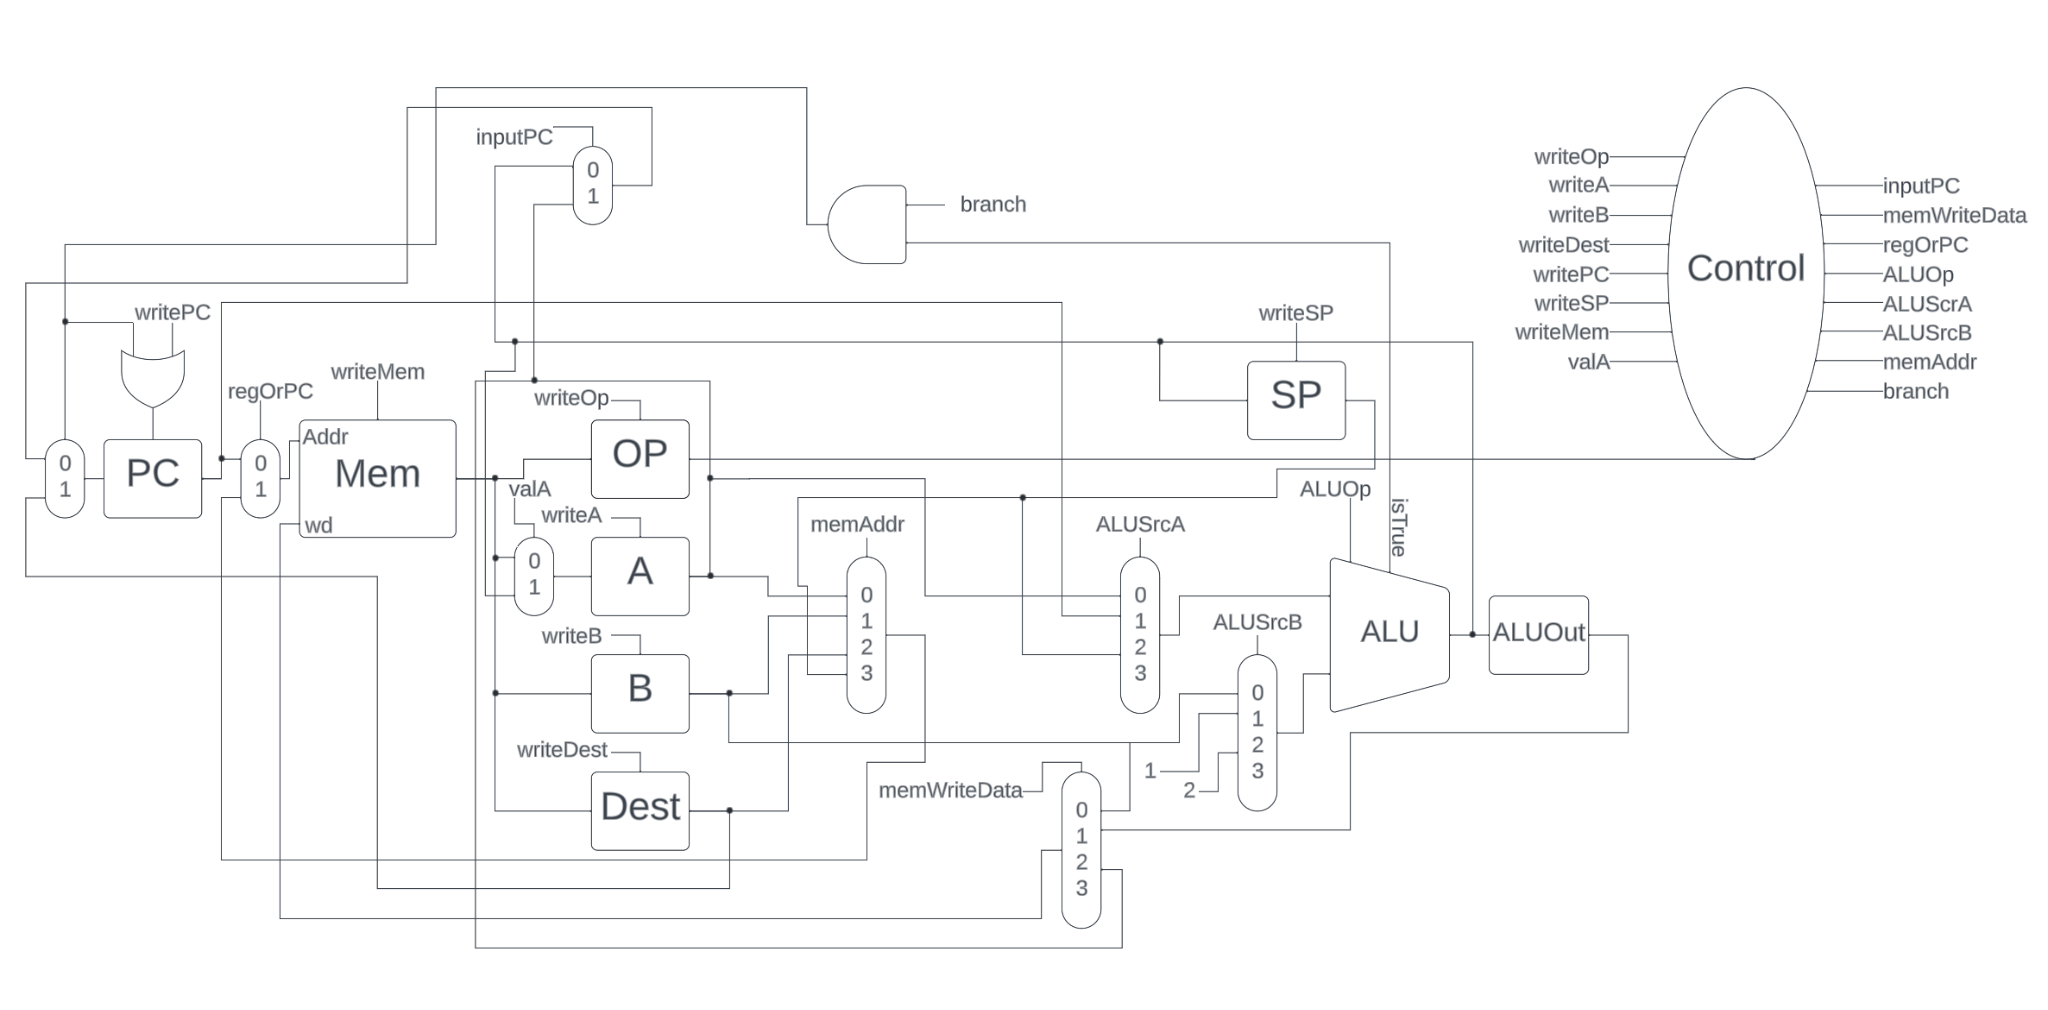 inputPC
0
1
branch
writeOp
writeA
writeB
writeDest
writePC
writeSP
writeMem
valA
Control
inputPC
memWriteData
regOrPC
ALUOp
ALUScrA
ALUSrcB
memAddr
branch
writePC
writeSP
SP
regOrPC
writeMem
writeOp
0
1
PC
0
1
Addr
Mem
wd
OP
valA
writeA
0
1
A
memAddr
0
1
2
3
ALUSrcA
0
1
2
3
ALUOp
isTrue
ALU
ALUOut
writeB
B
ALUSrcB
0
1
2
3
1
2
writeDest
Dest
memWriteData
0
1
2
3